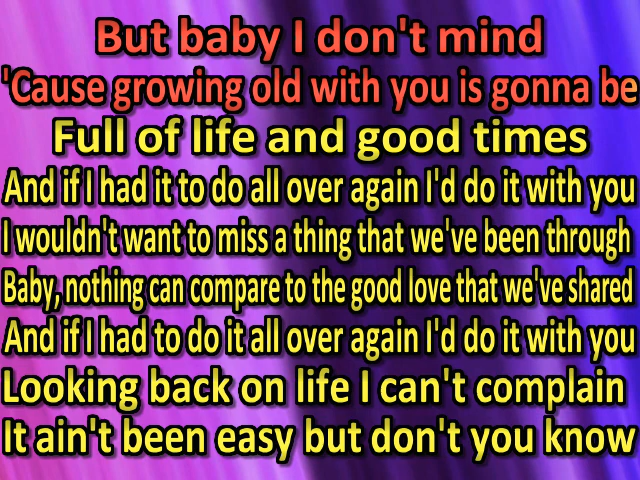 But baby I don't mind
'Cause growing old with you is gonna be
Full of life and good times
And if I had it to do all over again I'd do it with you
I wouldn't want to miss a thing that we've been through
Baby, nothing can compare to the good love that we've shared
And if I had to do it all over again I'd do it with you
Looking back on life I can't complain
It ain't been easy but don't you know